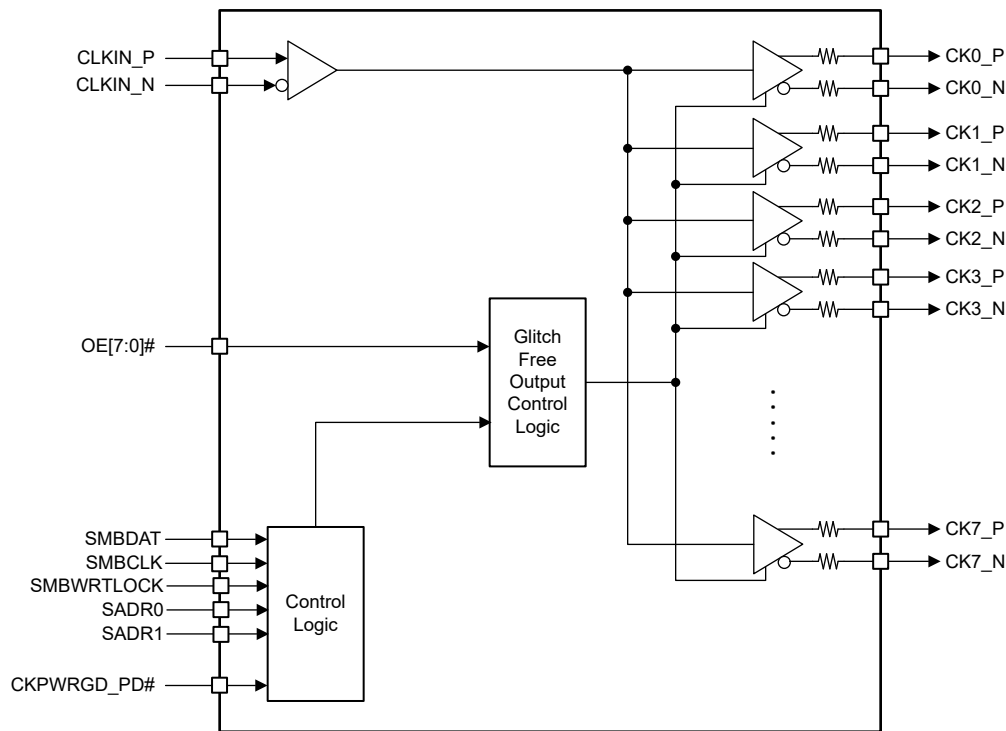 CLKIN_P
CLKIN_N
CK0_P
CK0_N
CK1_P
CK1_N
CK2_P
CK2_N
CK3_P
CK3_N
OE[7:0]#
Glitch
Free
Output
Control
Logic
SMBDAT
SMBCLK
SMBWRTLOCK
SADR0
SADR1
CKPWRGD_PD#
Control
Logic
CK7_P
CK7_N